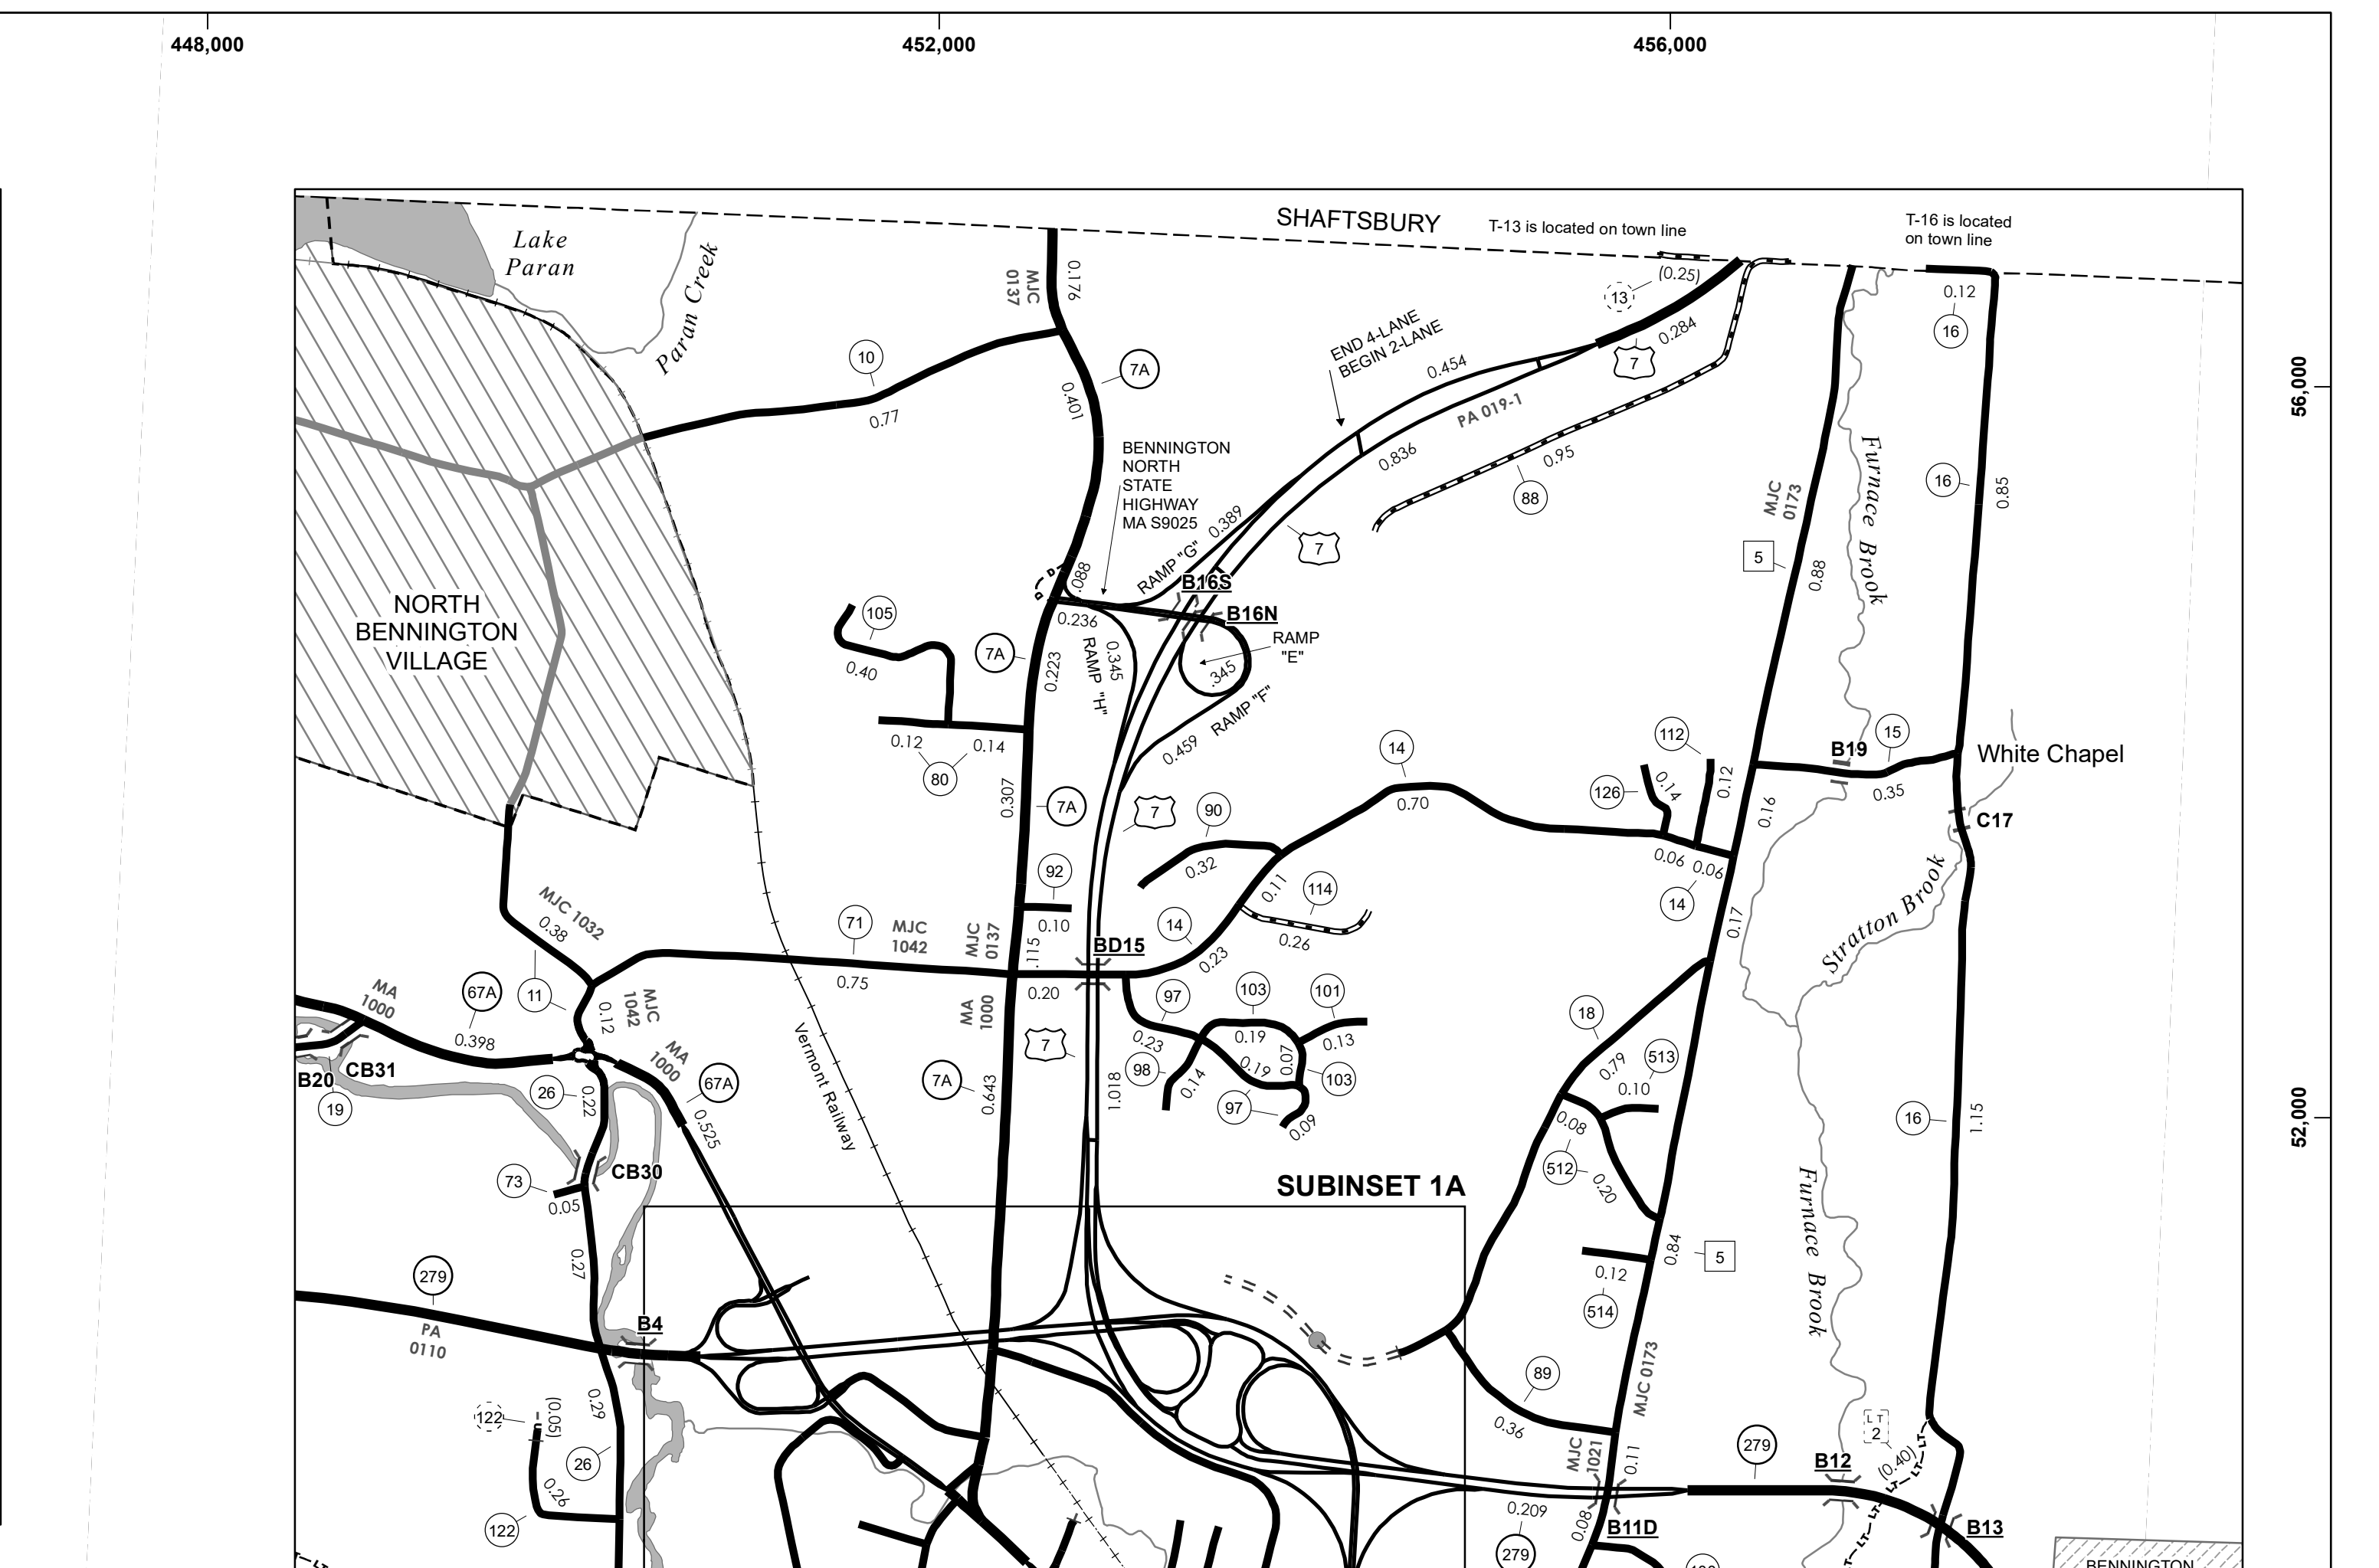 448,000
452,000
456,000
SHAFTSBURY
T-13 is located on town line
T-16 is located
on town line
Lake
Paran
Paran Creek
MJC
0137
0.176
(0.25)
13
0.12
16
END 4-LANE
BEGIN 2-LANE
0.284
7
10
7A
0.454
56,000
0.77
0.401
PA 019-1
BENNINGTON
NORTH
STATE
HIGHWAY
MA S9025
0.836
0.95
88
MJC
0173
Furnace Brook
16
0.85
0.389
RAMP "G"
7
5
0.88
.088
B16S
B16N
NORTH
BENNINGTON
VILLAGE
105
0.236
RAMP
"E"
7A
0.40
0.223
0.345
RAMP "H"
.345
RAMP "F"
0.459
0.12
0.14
80
14
112
B19
15
White Chapel
0.307
7A
7
90
0.70
126
0.14
0.12
0.16
0.35
C17
92
0.32
0.06
0.06
0.11
114
14
MJC 1032
0.38
71
MJC
1042
MJC
0137
0.10
14
0.17
Stratton Brook
.115
BD15
0.26
0.23
0.75
0.20
MA
1000
67A
11
MJC
1042
0.12
MA
1000
97
103
101
18
0.398
MA
1000
7
0.23
0.19
0.13
Vermont Railway
B20
CB31
19
26
0.22
67A
7A
0.643
1.018
98
0.14
0.19
0.07
103
97
0.09
0.79
513
0.10
0.08
16
1.15
52,000
0.525
73
CB30
0.05
512
0.20
SUBINSET 1A
Furnace Brook
0.27
279
PA
0110
0.84
5
0.12
514
B4
MJC 0173
89
0.36
122
(0.05)
0.29
LT
2
26
MJC
1021
0.11
279
B12
(0.40)
LT
LT
LT
LT
0.26
122
0.209
279
0.08
B11D
B13
BENNINGTON